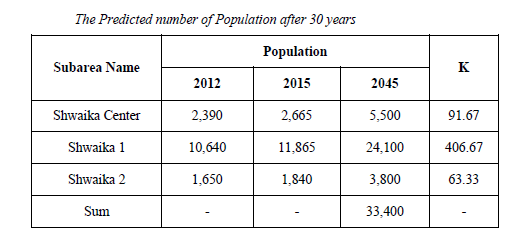 The Predicted number of Population after 30 years
Subarea Name Population K
2012 2015 2045
Shwaika Center 2,390 2,665 5,500 91.67
Shwaika 1 10,640 11,865 24,100 406.67
Shwaika 2 1,650 1,840 3,800 63.33
Sum - - 33,400 -